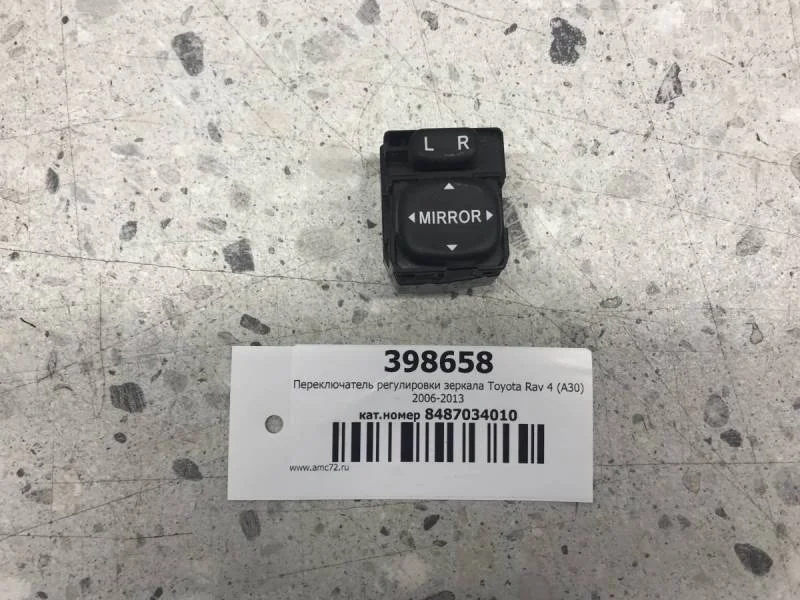 L R
MIRROR
398658
Переключатель регулировки зеркала Toyota Rav 4 (A30)
2006-2013
кат.номер 8487034010
www.amc72.ru